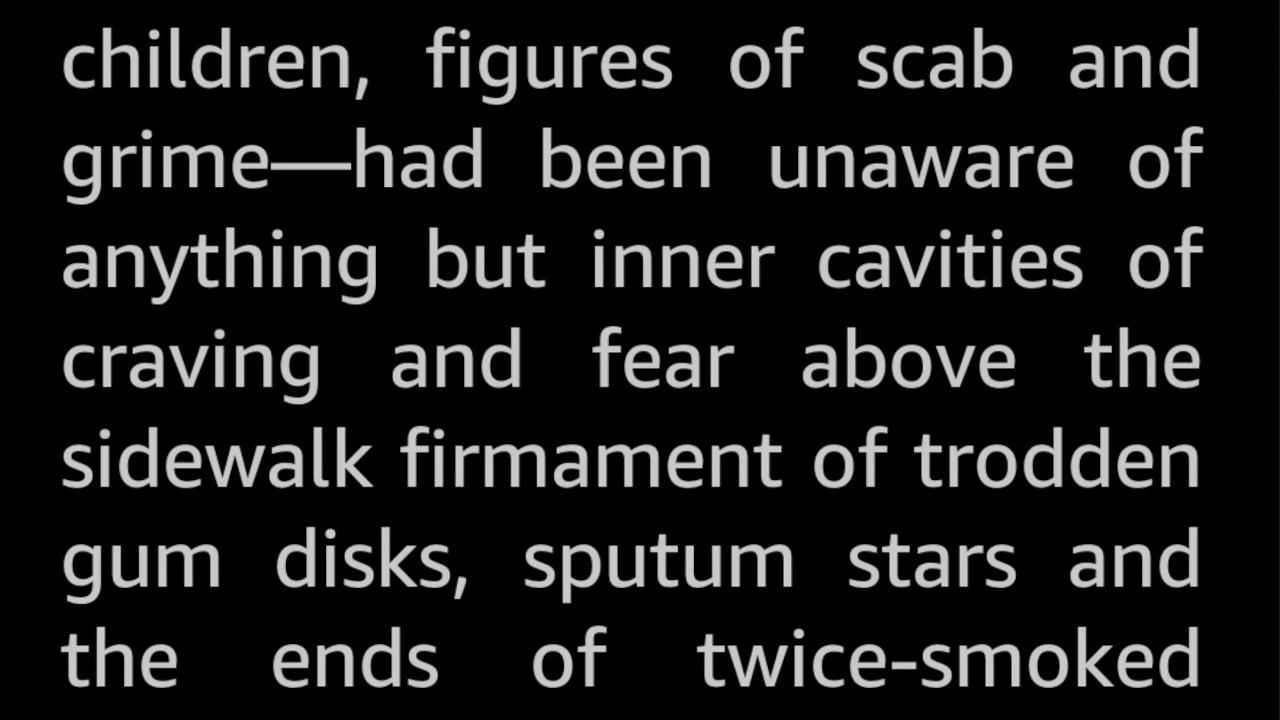 children, figures of scab and
grime—had been unaware of
anything but inner cavities of
craving and fear above the
sidewalk firmament of trodden
gum disks, sputum stars and
the ends of twice-smoked